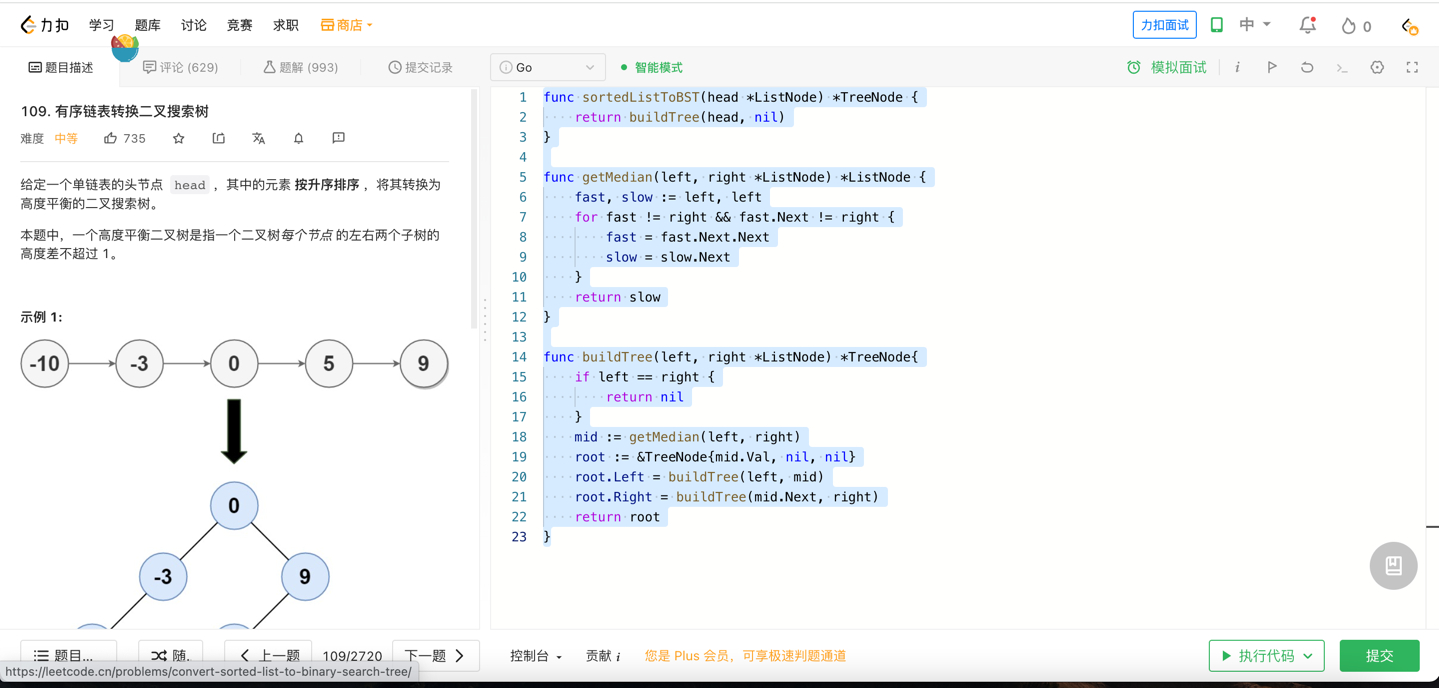 力扣 学习 题库 讨论 竞赛 求职 商店 力扣面试 中 0
题目描述 评论 (629) 题解 (993) 提交记录 i Go 智能模式 模拟面试 i
109. 有序链表转换二叉搜索树
难度 中等 735
给定一个单链表的头节点 head ，其中的元素 按升序排序 ，将其转换为
高度平衡的二叉搜索树。
本题中，一个高度平衡二叉树是指一个二叉树每个节点 的左右两个子树的
高度差不超过 1。
示例 1:
-10 -3 0 5 9
0
-3 9
1 func sortedListToBST(head *ListNode) *TreeNode {
2     return buildTree(head, nil)
3 }
4
5 func getMedian(left, right *ListNode) *ListNode {
6     fast, slow := left, left
7     for fast != right && fast.Next != right {
8         fast = fast.Next.Next
9         slow = slow.Next
10     }
11     return slow
12 }
13
14 func buildTree(left, right *ListNode) *TreeNode{
15     if left == right {
16         return nil
17     }
18     mid := getMedian(left, right)
19     root := &TreeNode{mid.Val, nil, nil}
20     root.Left = buildTree(left, mid)
21     root.Right = buildTree(mid.Next, right)
22     return root
23 }
题目... 随. 上一题 109/2720 下一题 控制台 贡献 i 您是 Plus 会员，可享极速判题通道 执行代码 提交
https://leetcode.cn/problems/convert-sorted-list-to-binary-search-tree/